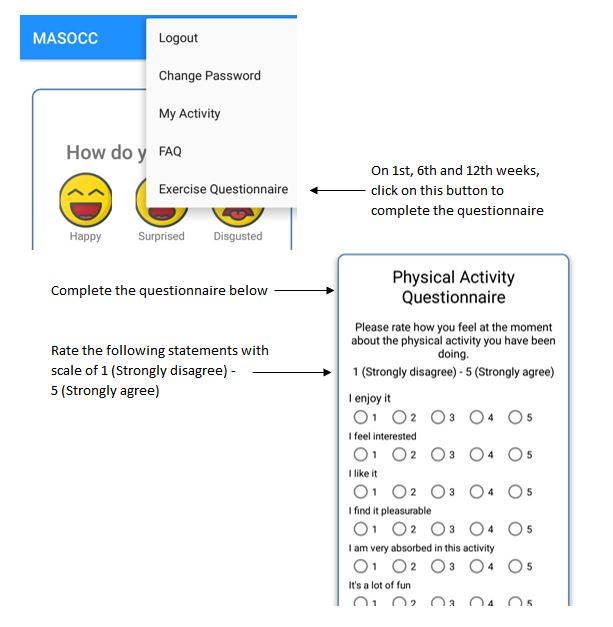 MASOCC
Logout
Change Password
My Activity
FAQ
Exercise Questionnaire
How do y
Happy
Surprised
Disgusted
On 1st, 6th and 12th weeks,
click on this button to
complete the questionnaire
Complete the questionnaire below
Rate the following statements with
scale of 1 (Strongly disagree) -
5 (Strongly agree)
Physical Activity
Questionnaire
Please rate how you feel at the moment
about the physical activity you have been
doing.
1 (Strongly disagree) - 5 (Strongly agree)
I enjoy it
1 2 3 4 5
I feel interested
1 2 3 4 5
I like it
1 2 3 4 5
I find it pleasurable
1 2 3 4 5
I am very absorbed in this activity
1 2 3 4 5
It's a lot of fun
1 2 3 4 5